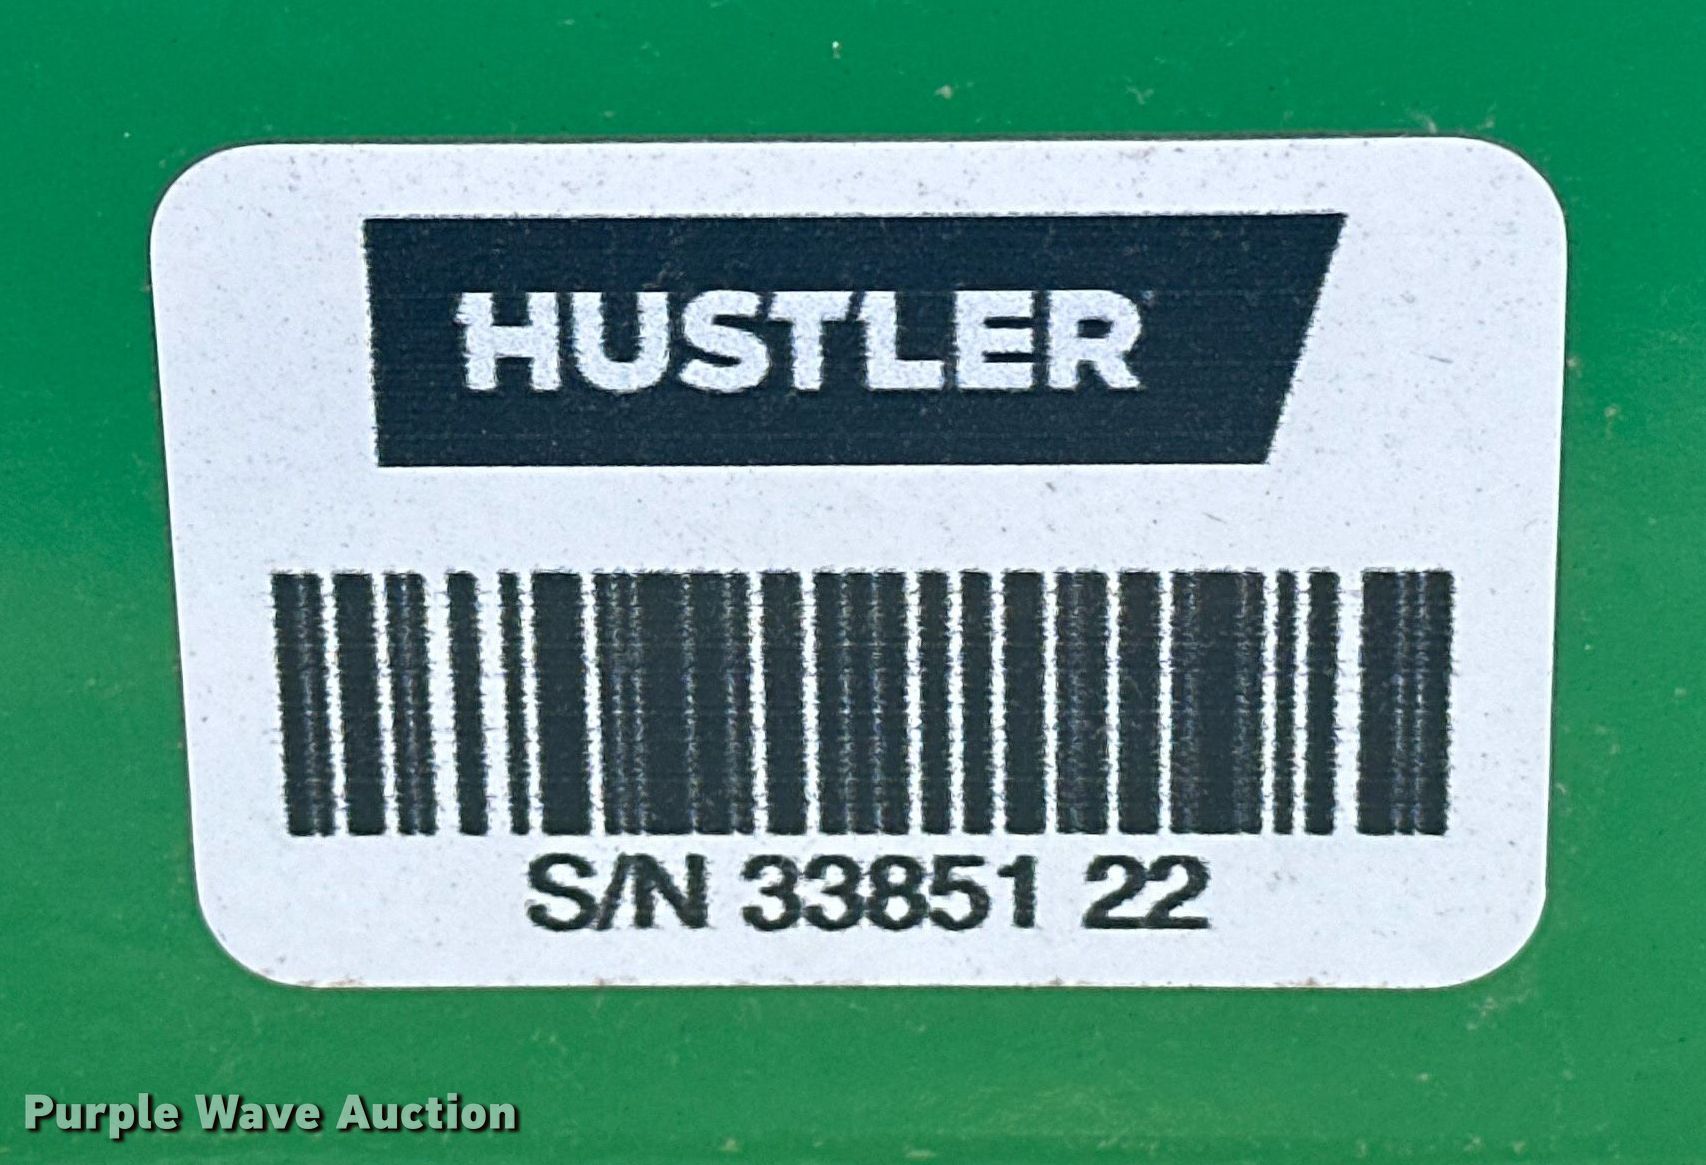 HUSTLER
S/N 33851 22
Purple Wave Auction